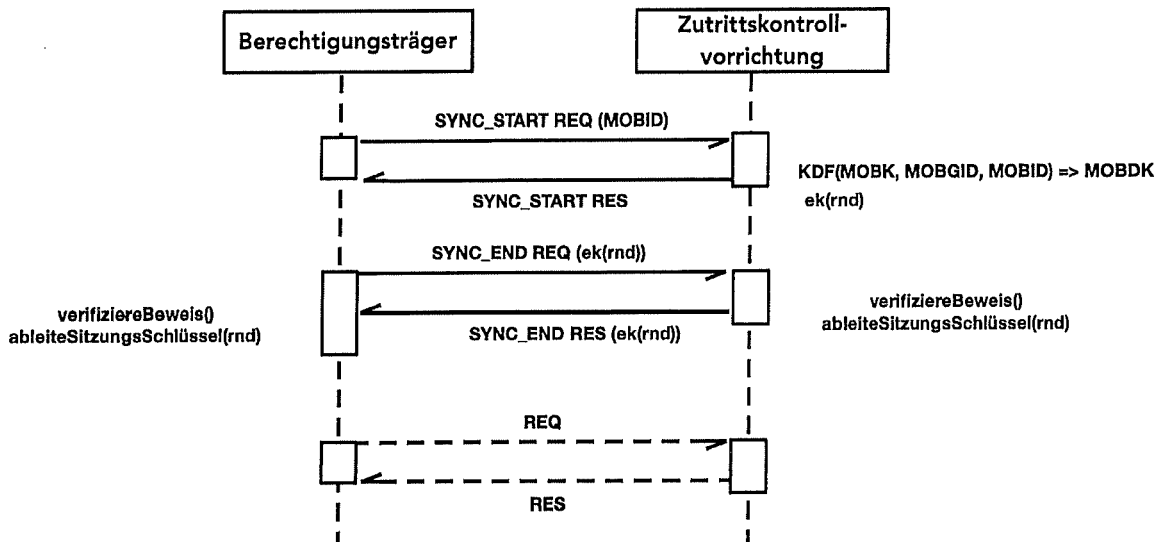 Berechtigungsträger
Zutrittskontroll-
vorrichtung
SYNC_START REQ (MOBID)
KDF(MOBK, MOBGID, MOBID) => MOBDK
ek(rnd)
SYNC_START RES
SYNC_END REQ (ek(rnd))
verifiziereBeweis()
ableiteSitzungsSchlüssel(rnd)
verifiziereBeweis()
ableiteSitzungsSchlüssel(rnd)
SYNC_END RES (ek(rnd))
REQ
RES